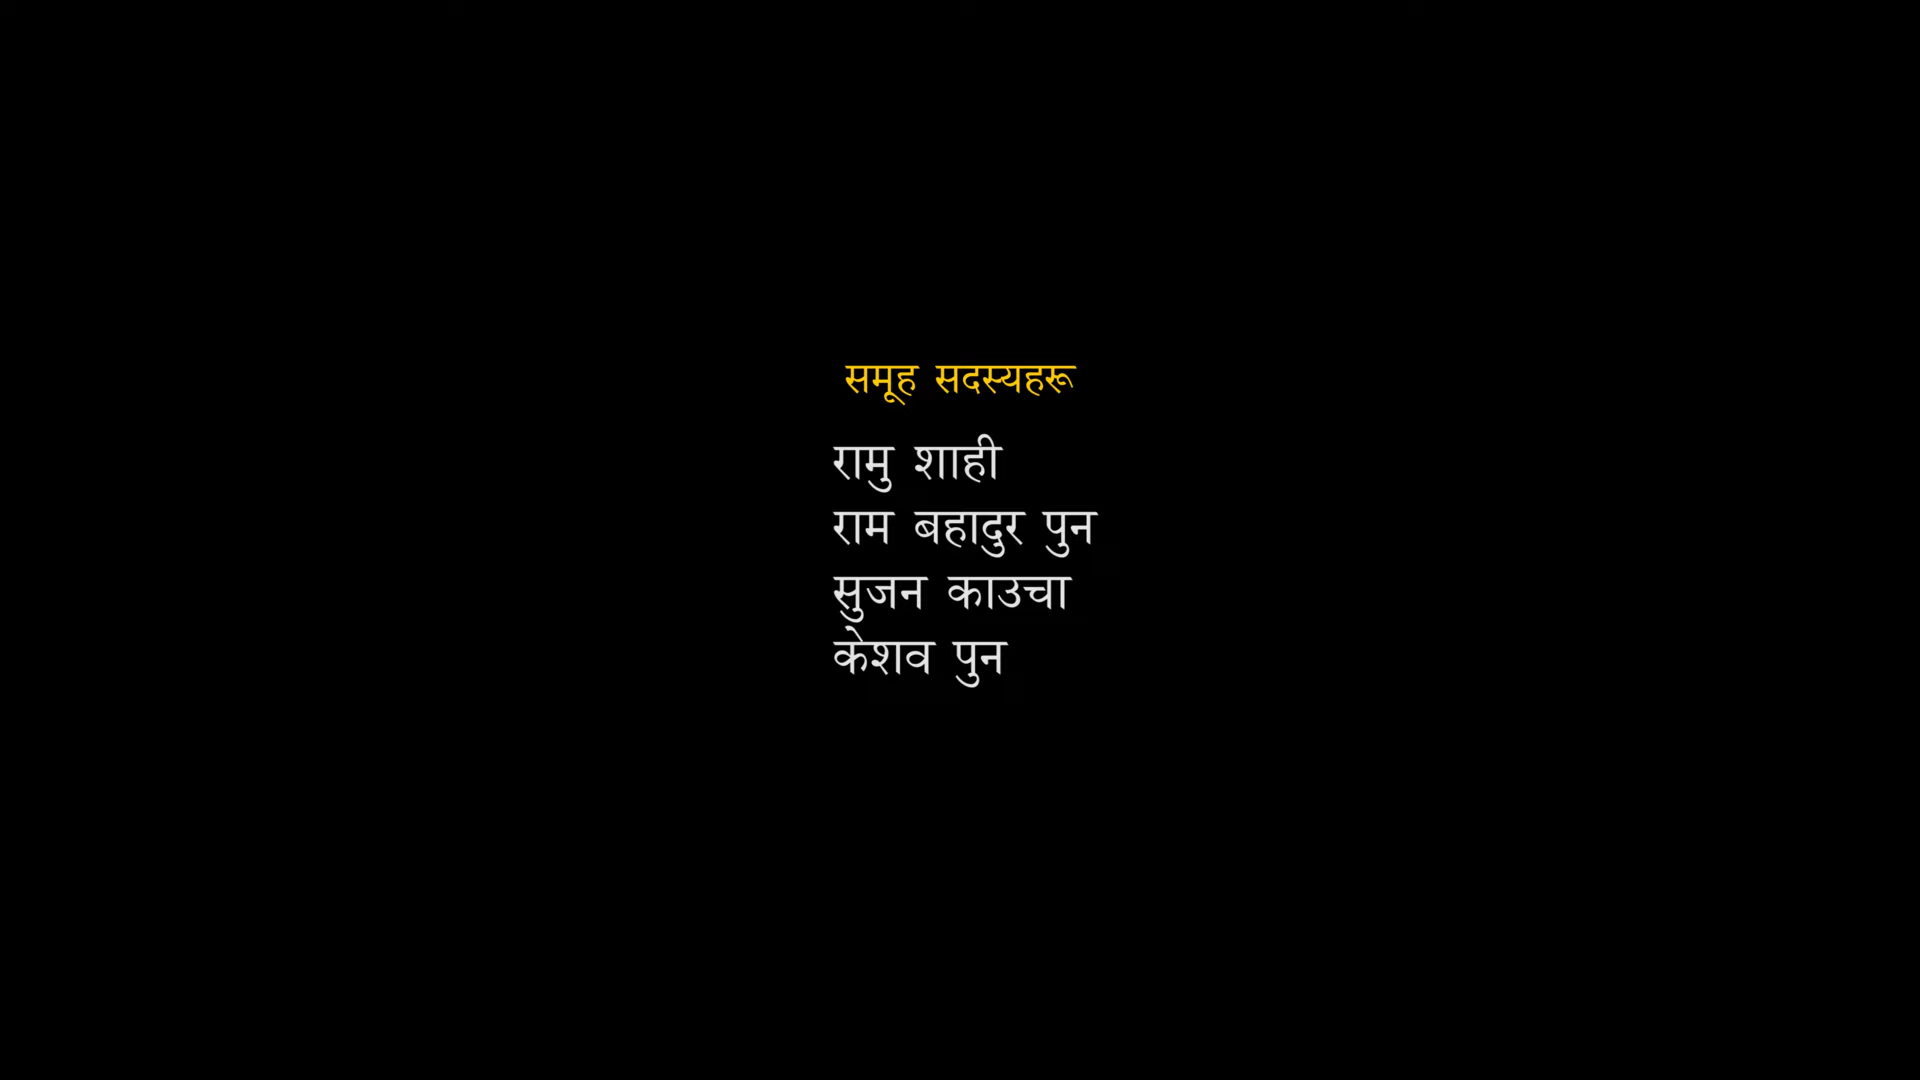 समूह सदस्यहरू
रामु शाही
राम बहादुर पुन
सुजन काउचा
केशव पुन